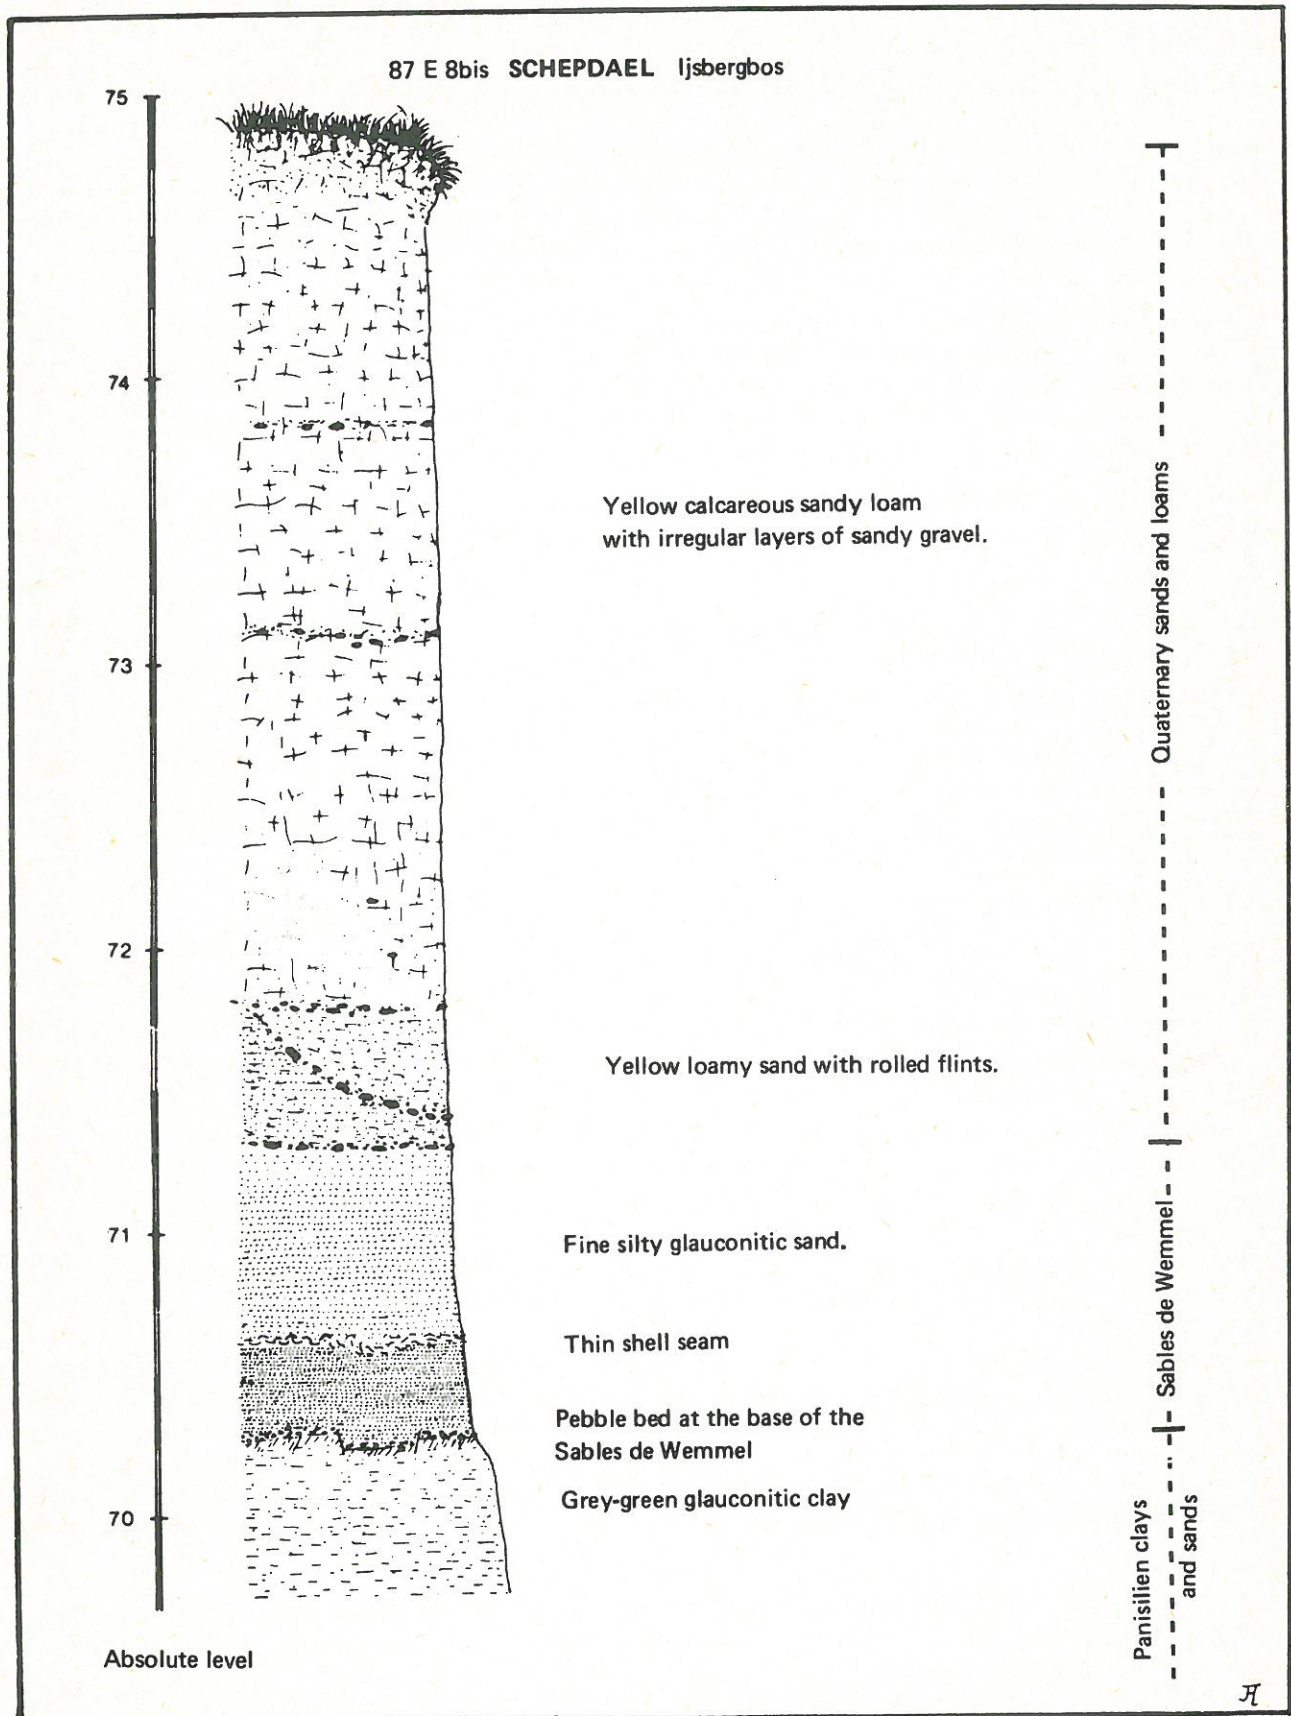 87 E 8bis SCHEPDAEL Ijsbergbos
75
74
73
72
71
70
Absolute level
Yellow calcareous sandy loam
with irregular layers of sandy gravel.
Yellow loamy sand with rolled flints.
Fine silty glauconitic sand.
Thin shell seam
Pebble bed at the base of the
Sables de Wemmel
Grey-green glauconitic clay
Quaternary sands and loams
Sables de Wemmel
Panisilien clays
and sands